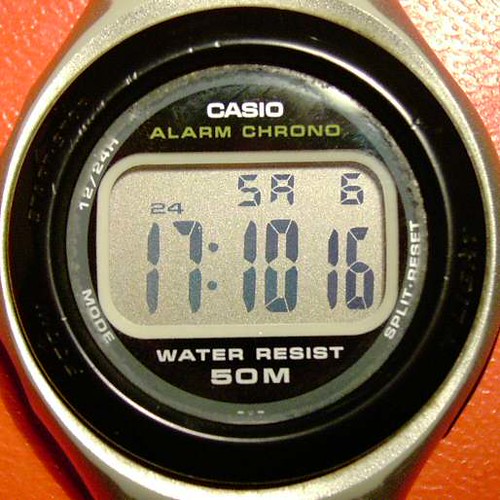 CASIO
ALARM CHRONO
12/24H
SA 6
24
17:10 16
MODE
SPLIT·RESET
WATER RESIST
50M